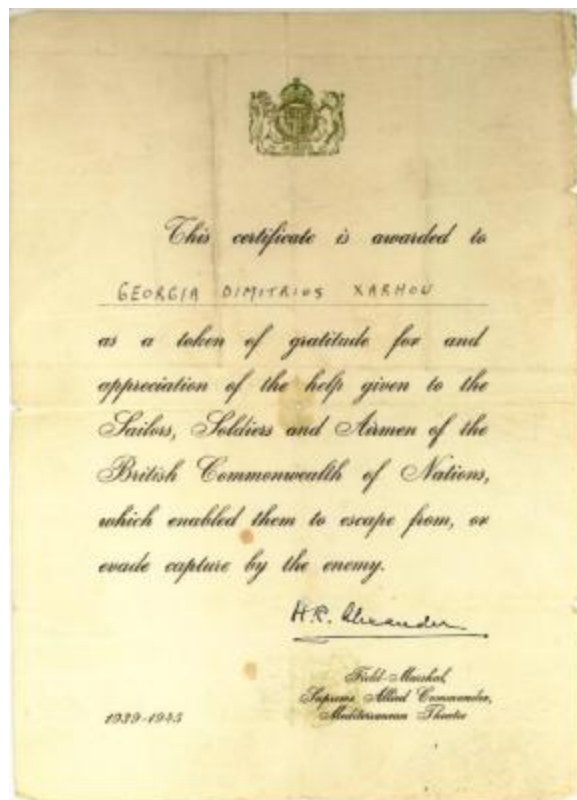 This certificate is awarded to
GEORGIA DIMITRIUS XARHOU
as a token of gratitude for and
appreciation of the help given to the
Sailors, Soldiers and Airmen of the
British Commonwealth of Nations,
which enabled them to escape from, or
evade capture by the enemy.
H.R. Alexander
Field-Marshal,
Supreme Allied Commander,
Mediterranean Theatre
1939-1945